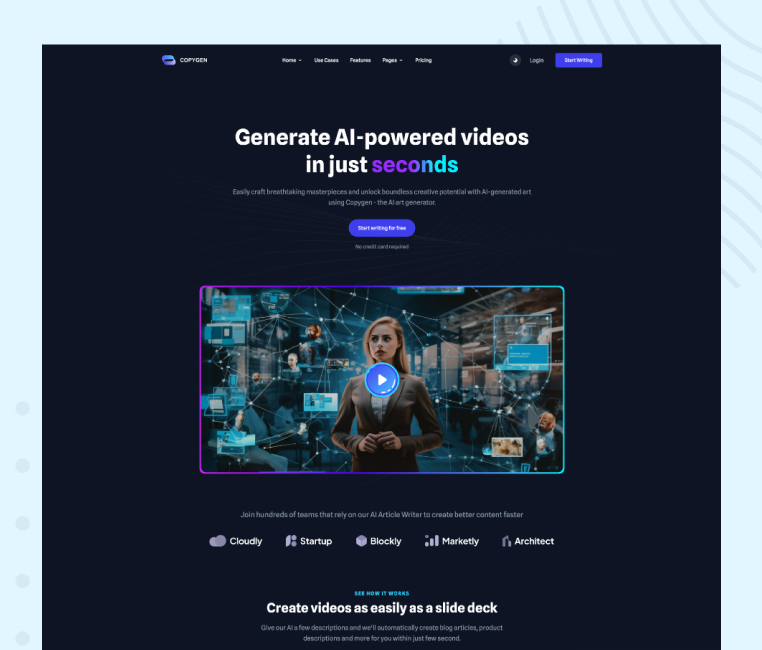 COPYGEN
Home
Use Cases
Features
Pages
Pricing
Login
Start Writing
Generate AI-powered videos
in just seconds
Easily craft breathtaking masterpieces and unlock boundless creative potential with AI-generated art
using Copygen - the AI art generator.
Start writing for free
No credit card required
Join hundreds of teams that rely on our AI Article Writer to create better content faster
Cloudly
Startup
Blockly
Marketly
Architect
SEE HOW IT WORKS
Create videos as easily as a slide deck
Give our AI a few descriptions and we'll automatically create blog articles, product
descriptions and more for you within just few second.